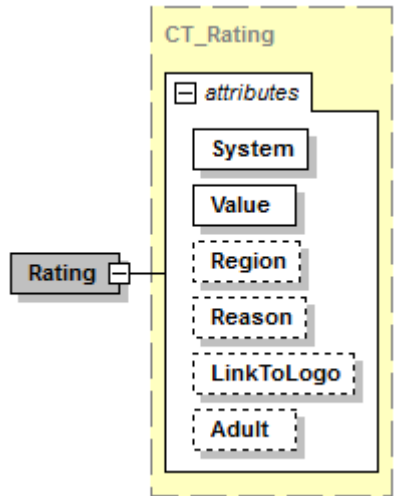 CT_Rating
attributes
System
Value
Region
Rating
Reason
LinkToLogo
Adult